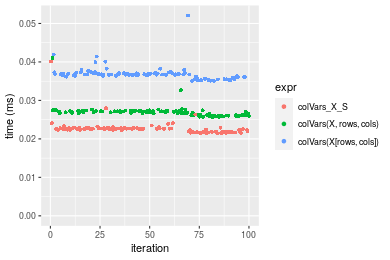 0.05
0.04
0.03
0.02
0.01
0.00
time (ms)
0
25
50
75
100
iteration
expr
colVars_X_S
colVars(X, rows, cols)
colVars(X[rows, cols])